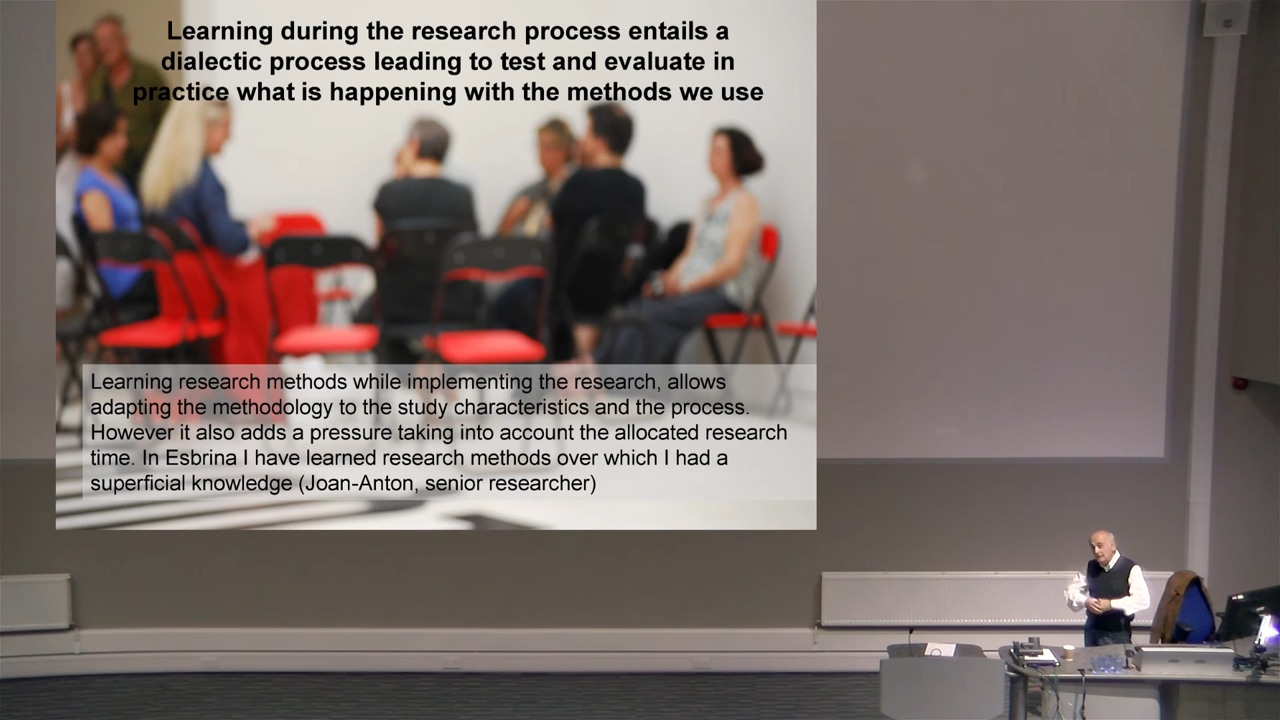 Learning during the research process entails a
dialectic process leading to test and evaluate in
practice what is happening with the methods we use
Learning research methods while implementing the research, allows
adapting the methodology to the study characteristics and the process.
However it also adds a pressure taking into account the allocated research
time. In Esbrina I have learned research methods over which I had a
superficial knowledge (Joan-Anton, senior researcher)